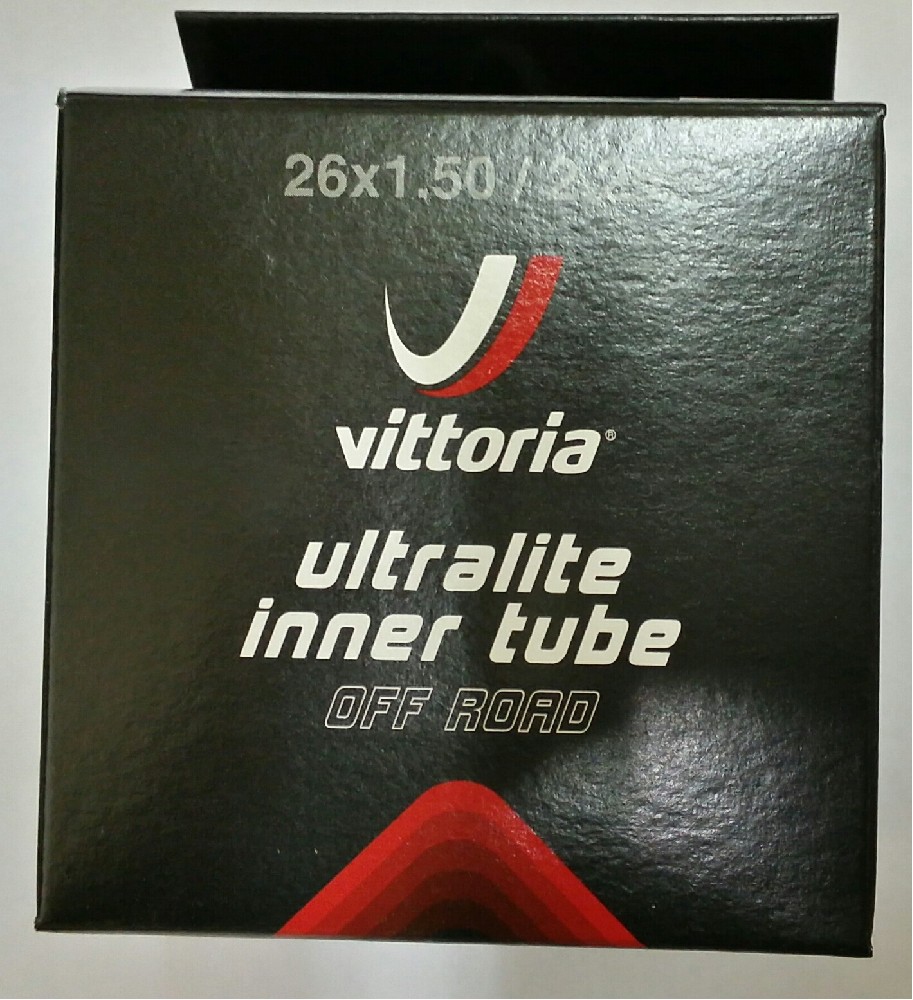 26x1.50 /
vittoria®
ultralite
inner tube
OFF ROAD